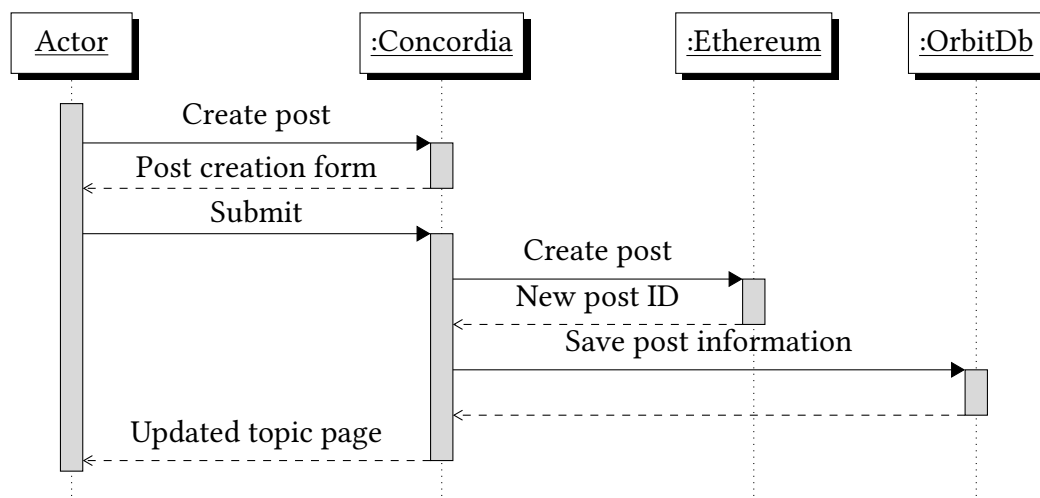 Actor
:Concordia
:Ethereum
:OrbitDb
Create post
Post creation form
Submit
Create post
New post ID
Save post information
Updated topic page